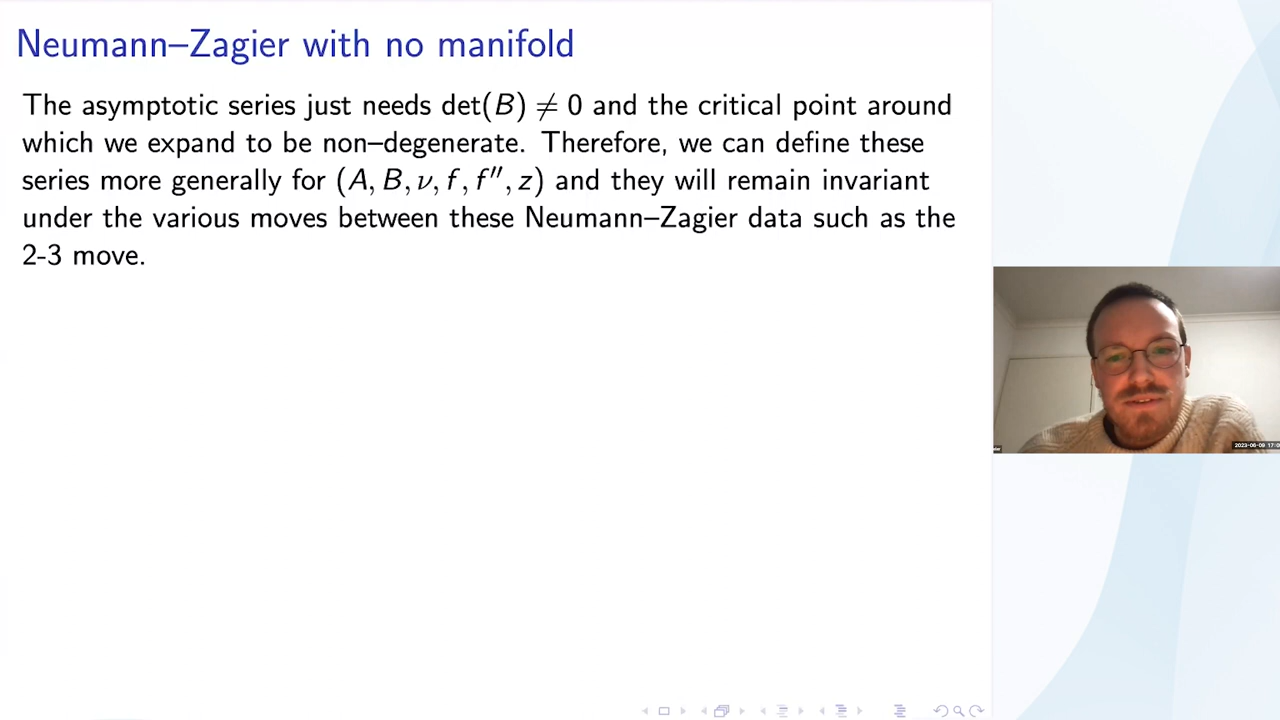 Neumann–Zagier with no manifold
The asymptotic series just needs det(B) ≠ 0 and the critical point around
which we expand to be non–degenerate. Therefore, we can define these
series more generally for (A, B, ν, f, f′′, z) and they will remain invariant
under the various moves between these Neumann–Zagier data such as the
2-3 move.